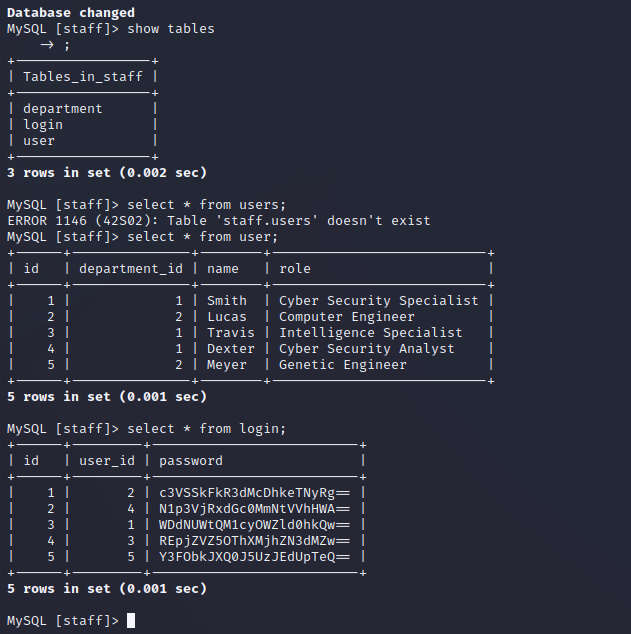 Database changed
MySQL [staff]> show tables
    -> ;
+------------------+
| Tables_in_staff |
+------------------+
| department |
| login |
| user |
+------------------+
3 rows in set (0.002 sec)
MySQL [staff]> select * from users;
ERROR 1146 (42S02): Table 'staff.users' doesn't exist
MySQL [staff]> select * from user;
+------+---------------+--------+---------------------------+
| id | department_id | name | role |
+------+---------------+--------+---------------------------+
| 1 | 1 | Smith | Cyber Security Specialist |
| 2 | 2 | Lucas | Computer Engineer |
| 3 | 1 | Travis | Intelligence Specialist |
| 4 | 1 | Dexter | Cyber Security Analyst |
| 5 | 2 | Meyer | Genetic Engineer |
+------+---------------+--------+---------------------------+
5 rows in set (0.001 sec)
MySQL [staff]> select * from login;
+------+---------+--------------------------+
| id | user_id | password |
+------+---------+--------------------------+
| 1 | 2 | c3VSSkFkR3dMcDhkeTNyRg== |
| 2 | 4 | N1p3VjRxdGc0MmNtVVhHWA== |
| 3 | 1 | WDdNUWtQM1cyOWZld0hkQw== |
| 4 | 3 | REpjZVZ5OThXMjhZN3dMZw== |
| 5 | 5 | Y3FObkJXQ0J5UzJEdUpTeQ== |
+------+---------+--------------------------+
5 rows in set (0.001 sec)
MySQL [staff]>